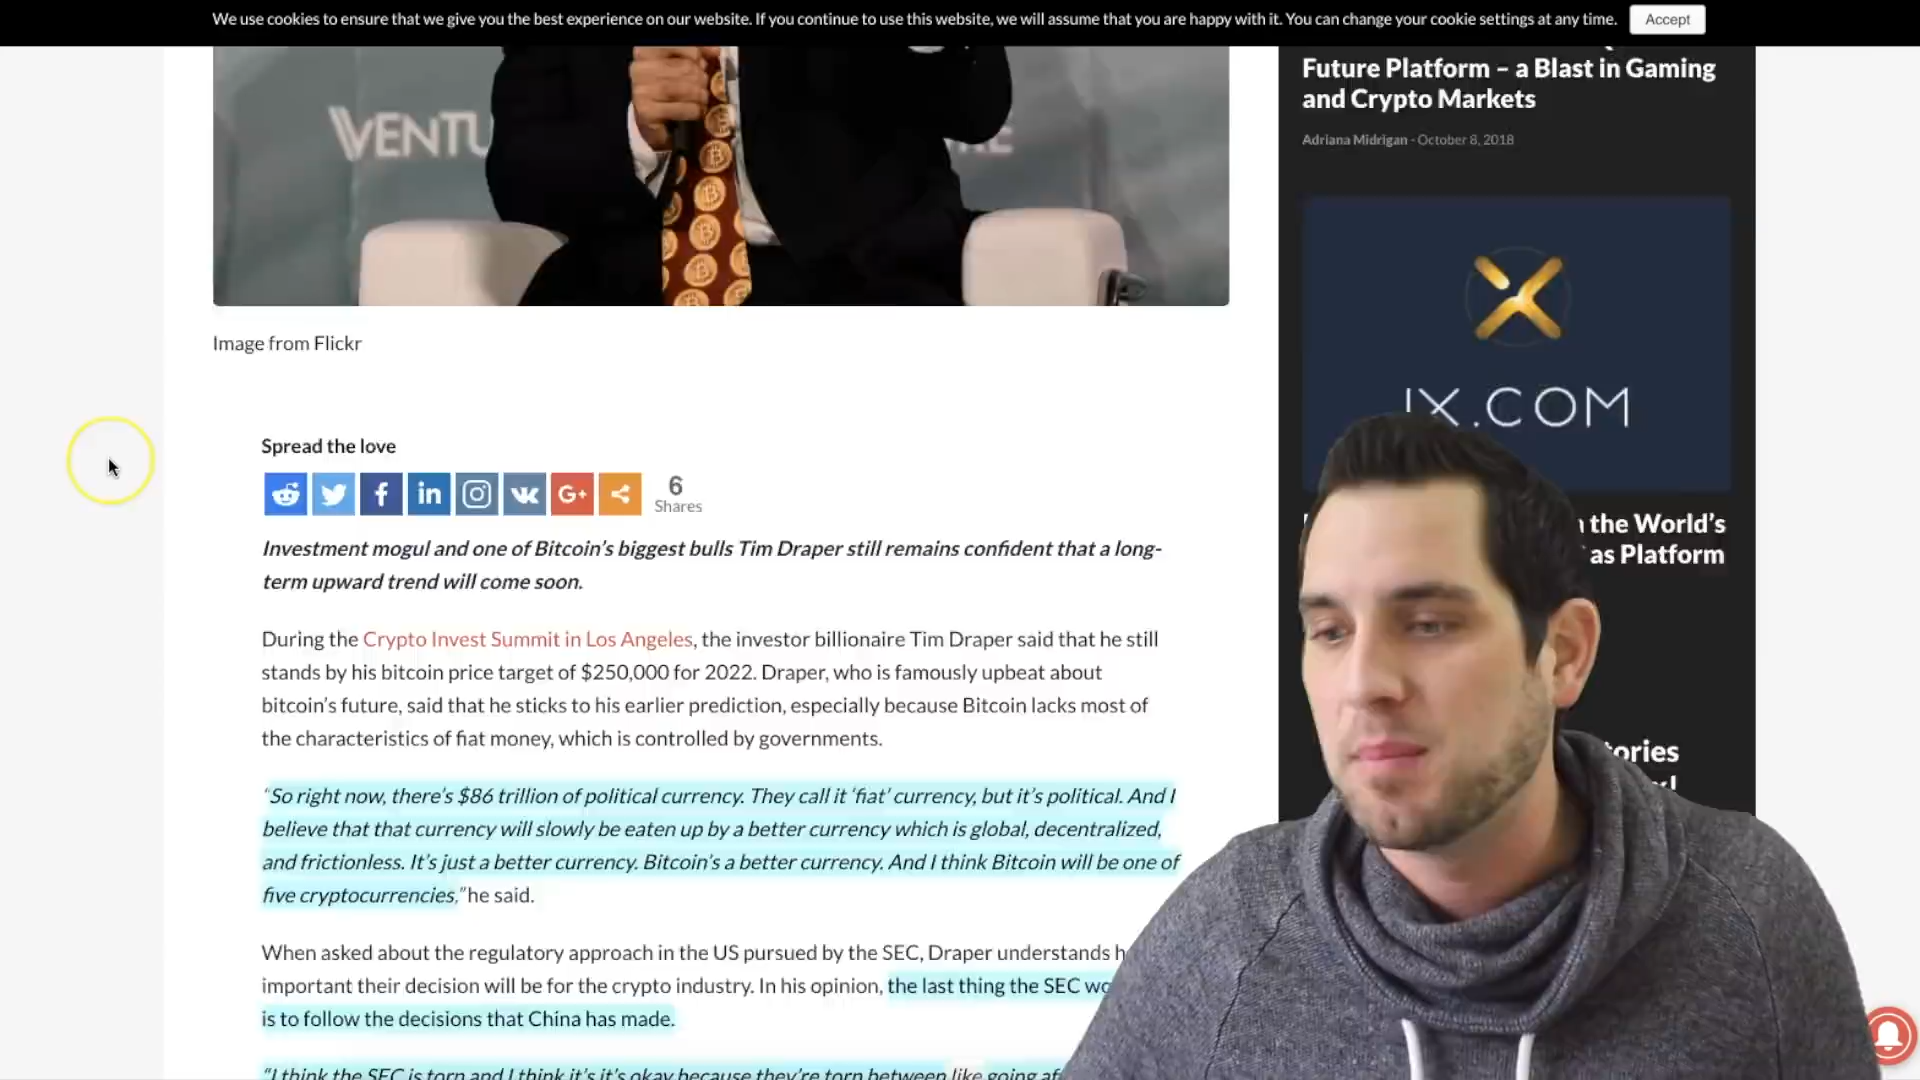 We use cookies to ensure that we give you the best experience on our website. If you continue to use this website, we will assume that you are happy with it. You can change your cookie settings at any time. Accept
VENTU
Future Platform – a Blast in Gaming
and Crypto Markets
Adriana Midrigan - October 8, 2018
IX.COM
Image from Flickr
Spread the love
6
Shares
the World's
as Platform
Investment mogul and one of Bitcoin's biggest bulls Tim Draper still remains confident that a long-
term upward trend will come soon.
During the Crypto Invest Summit in Los Angeles, the investor billionaire Tim Draper said that he still
stands by his bitcoin price target of $250,000 for 2022. Draper, who is famously upbeat about
bitcoin's future, said that he sticks to his earlier prediction, especially because Bitcoin lacks most of
the characteristics of fiat money, which is controlled by governments.
"So right now, there's $86 trillion of political currency. They call it 'fiat' currency, but it's political. And I
believe that that currency will slowly be eaten up by a better currency which is global, decentralized,
and frictionless. It's just a better currency. Bitcoin's a better currency. And I think Bitcoin will be one of
five cryptocurrencies," he said.
When asked about the regulatory approach in the US pursued by the SEC, Draper understands h
important their decision will be for the crypto industry. In his opinion, the last thing the SEC wo
is to follow the decisions that China has made.
"I think the SEC is torn and I think it's it's okay because they're torn between like going af